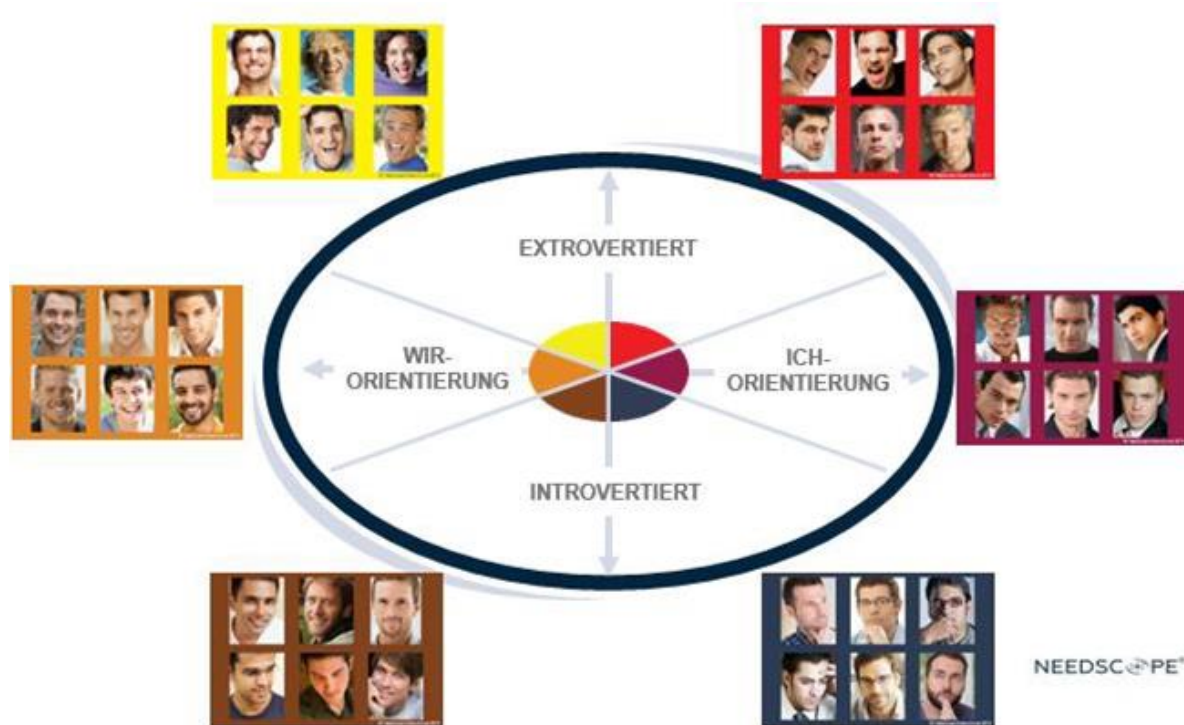 EXTROVERTIERT
WIR-
ORIENTIERUNG
ICH-
ORIENTIERUNG
INTROVERTIERT
NEEDSCOPE®